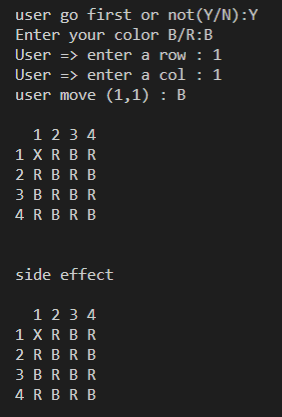 user go first or not(Y/N):Y
Enter your color B/R:B
User => enter a row : 1
User => enter a col : 1
user move (1,1) : B
1 2 3 4
1 X R B R
2 R B R B
3 B R B R
4 R B R B
side effect
1 2 3 4
1 X R B R
2 R B R B
3 B R B R
4 R B R B